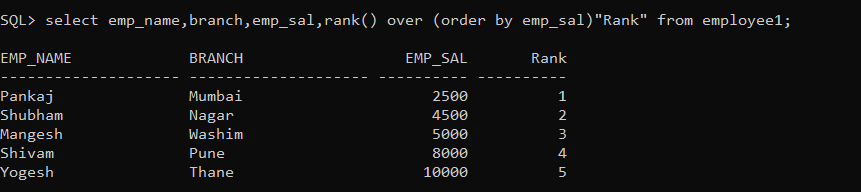 SQL> select emp_name,branch,emp_sal,rank() over (order by emp_sal)"Rank" from employee1;
EMP_NAME             BRANCH                  EMP_SAL       Rank
-------------------- -------------------- ---------- ----------
Pankaj               Mumbai                     2500          1
Shubham              Nagar                      4500          2
Mangesh              Washim                     5000          3
Shivam               Pune                       8000          4
Yogesh               Thane                     10000          5